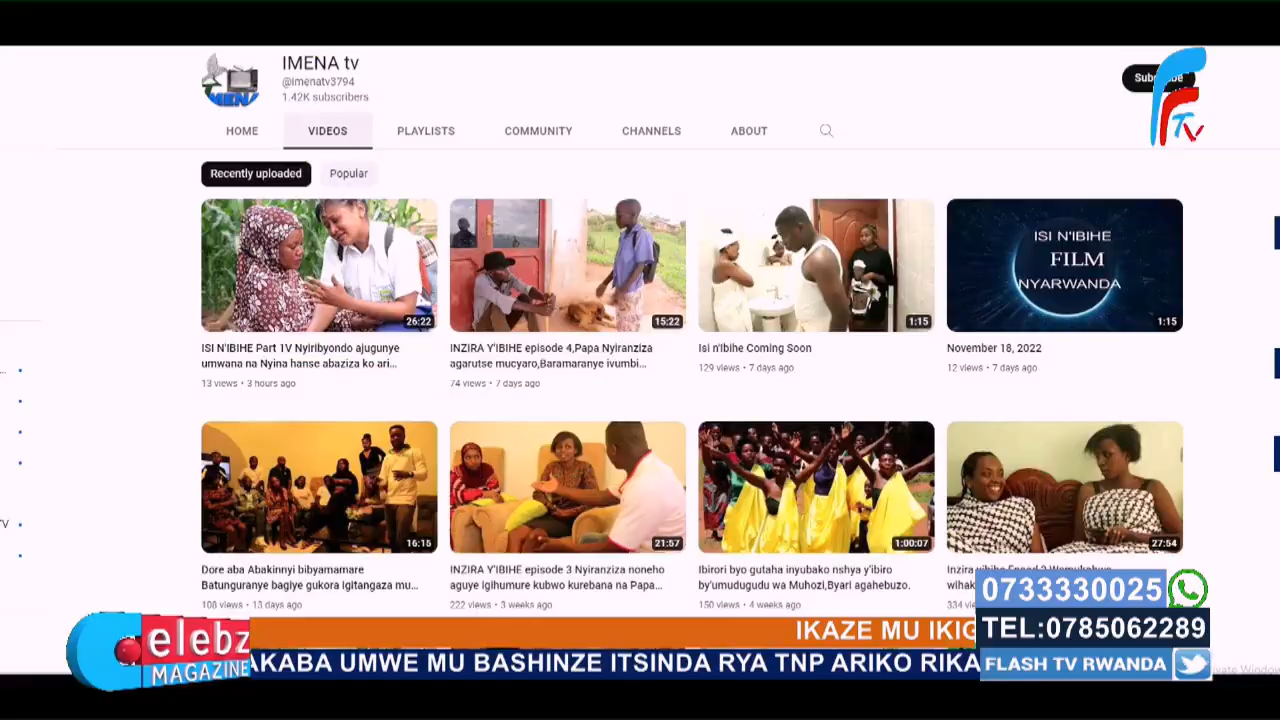 IMENA tv
@imenatv3794
1.42K subscribers
HOME VIDEOS PLAYLISTS COMMUNITY CHANNELS ABOUT
Recently uploaded Popular
TV
26:22
15:22
1:15
ISI N'IBIHE
FILM
NYARWANDA
1:15
ISI N'IBIHE Part 1V Nyiribyondo ajugunye
umwana na Nyina hanse abaziza ko ari...
13 views • 3 hours ago
INZIRA Y'IBIHE episode 4,Papa Nyiranziza
agarutse mucyaro,Baramaranye ivumbi...
74 views • 7 days ago
Isi n'ibihe Coming Soon
129 views • 7 days ago
November 18, 2022
12 views • 7 days ago
16:15
21:57
1:00:07
27:54
Dore aba Abakinnyi bibyamamare
Batunguranye bagiye gukora igitangaza mu...
108 views • 13 days ago
INZIRA Y'IBIHE episode 3 Nyiranziza noneho
aguye igihumure kubwo kurebana na Papa...
222 views • 3 weeks ago
Ibirori byo gutaha inyubako nshya y'ibiro
by'umudugudu wa Muhozi,Byari agahebuzo.
150 views • 4 weeks ago
0733330025
TEL:0785062289
FLASH TV RWANDA
Celebz
MAGAZINE
IKAZE MU IKIG
AKABA UMWE MU BASHINZE ITSINDA RYA TNP ARIKO RIKA